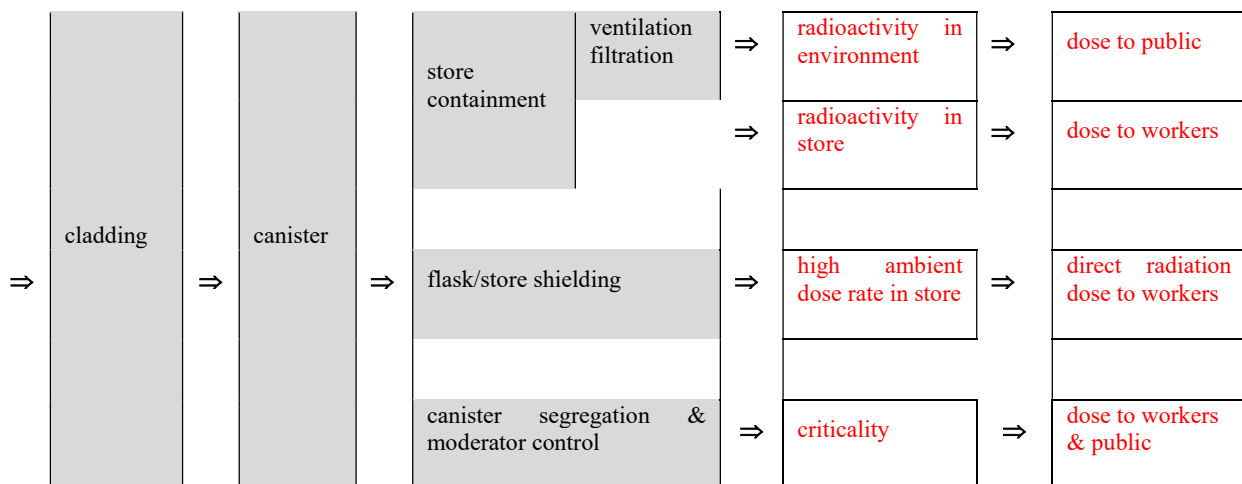 ventilation
filtration
⇒
radioactivity in
environment
⇒
dose to public
store
containment
⇒
radioactivity in
store
⇒
dose to workers
⇒
cladding
⇒
canister
⇒
flask/store shielding
⇒
high ambient
dose rate in store
⇒
direct radiation
dose to workers
canister segregation &
moderator control
⇒
criticality
⇒
dose to workers
& public